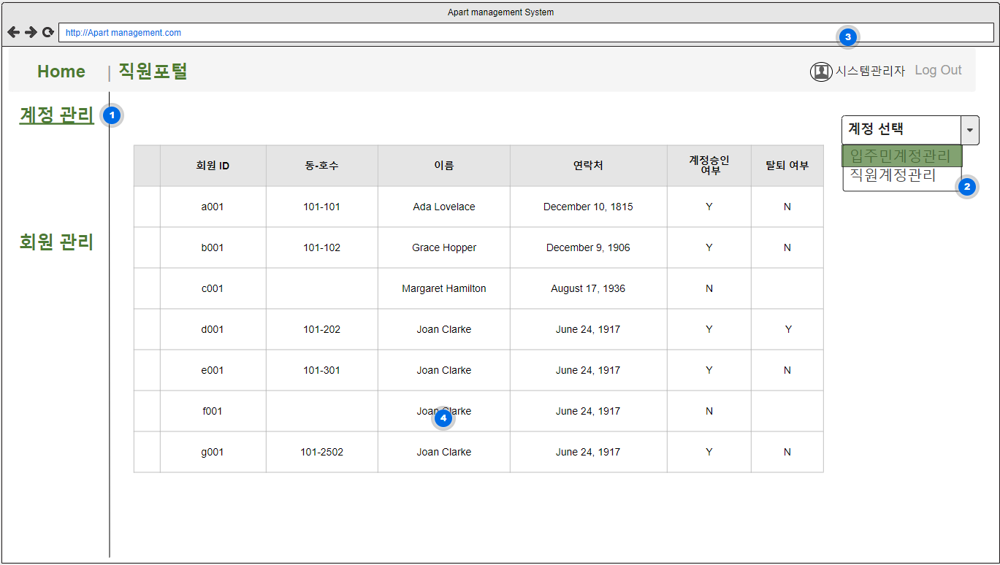 Apart management System
http://Apart management.com
3
Home | 직원포털 시스템관리자 Log Out
계정 관리 1
계정 선택
입주민계정관리
직원계정관리
2
회원 관리
회원 ID 동-호수 이름 연락처 계정승인 여부 탈퇴 여부
a001 101-101 Ada Lovelace December 10, 1815 Y N
b001 101-102 Grace Hopper December 9, 1906 Y N
c001 Margaret Hamilton August 17, 1936 N
d001 101-202 Joan Clarke June 24, 1917 Y Y
e001 101-301 Joan Clarke June 24, 1917 Y N
f001 Joan Clarke June 24, 1917 N
4
g001 101-2502 Joan Clarke June 24, 1917 Y N